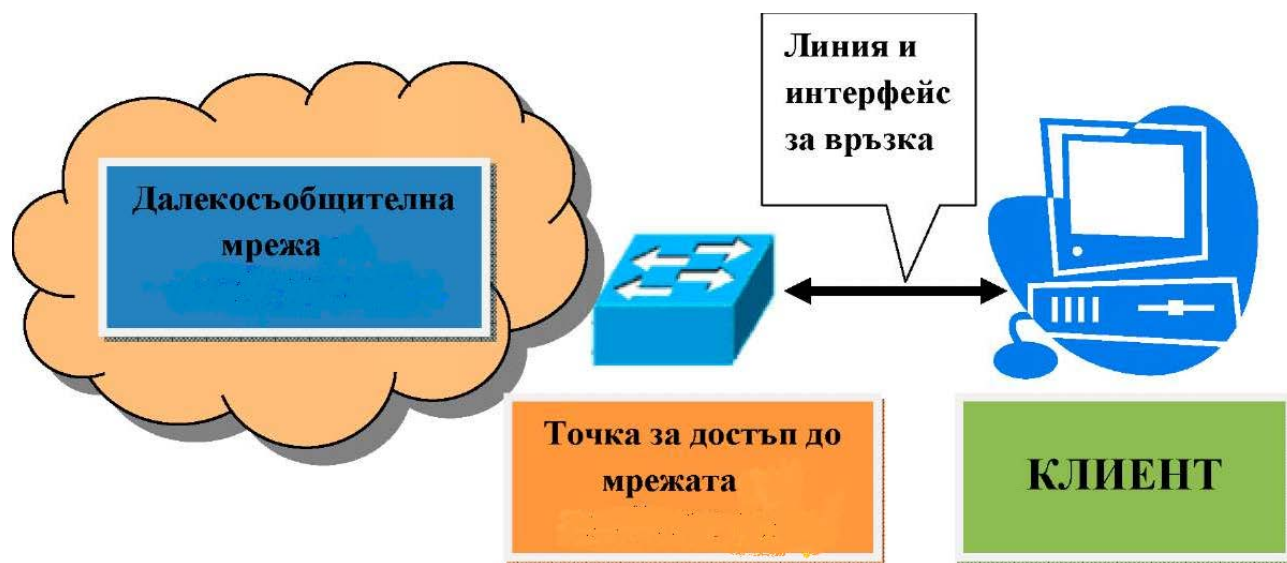 Линия и
интерфейс
за връзка
Далекосъобщителна
мрежа
Точка за достъп до
мрежата
КЛИЕНТ